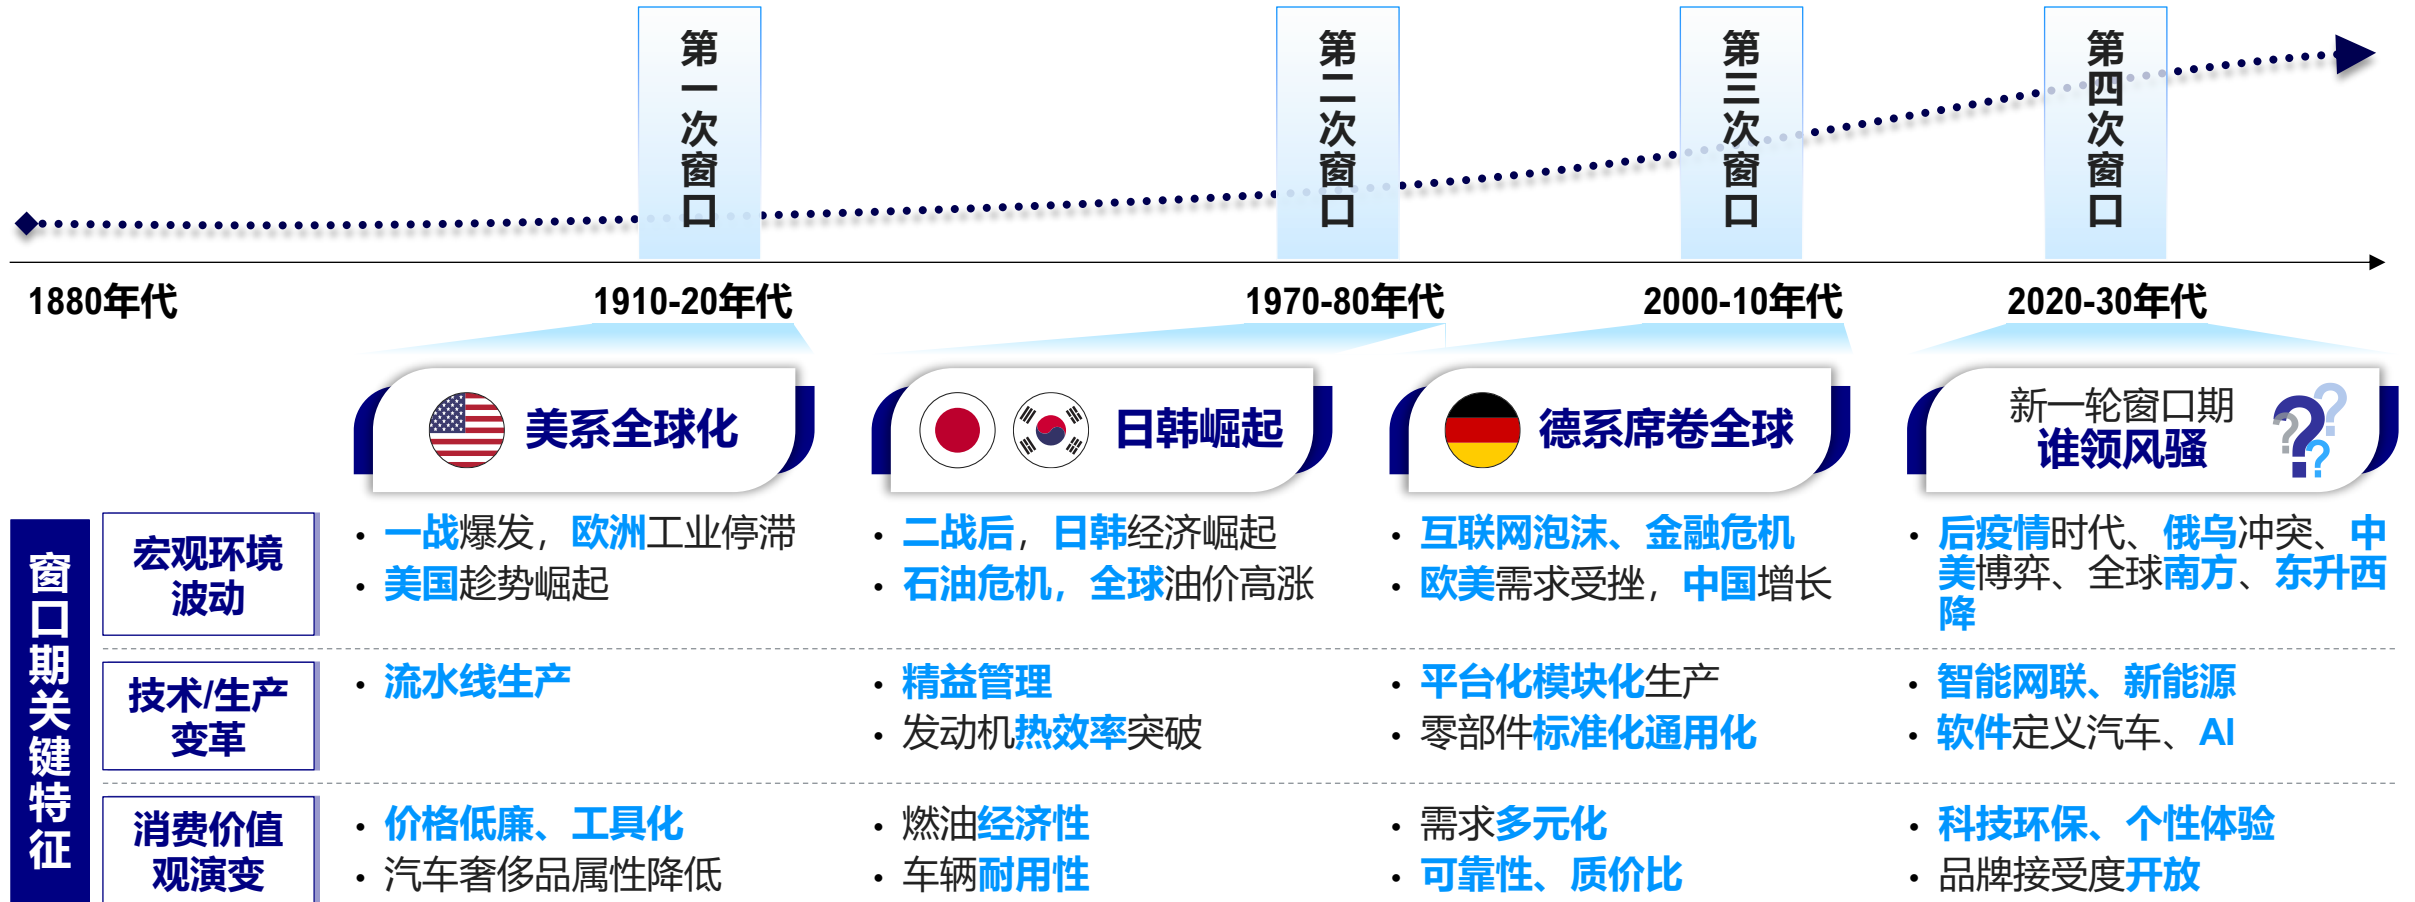 第一次窗口
第二次窗口
第三次窗口
第四次窗口
1880年代
1910-20年代
1970-80年代
2000-10年代
2020-30年代
美系全球化
日韩崛起
德系席卷全球
新一轮窗口期
谁领风骚
窗口期关键特征
宏观环境
波动
• 一战爆发，欧洲工业停滞
• 美国趁势崛起
• 二战后，日韩经济崛起
• 石油危机，全球油价高涨
• 互联网泡沫、金融危机
• 欧美需求受挫，中国增长
• 后疫情时代、俄乌冲突、中
美博弈、全球南方、东升西
降
技术/生产
变革
• 流水线生产
• 精益管理
• 发动机热效率突破
• 平台化模块化生产
• 零部件标准化通用化
• 智能网联、新能源
• 软件定义汽车、AI
消费价值
观演变
• 价格低廉、工具化
• 汽车奢侈品属性降低
• 燃油经济性
• 车辆耐用性
• 需求多元化
• 可靠性、质价比
• 科技环保、个性体验
• 品牌接受度开放